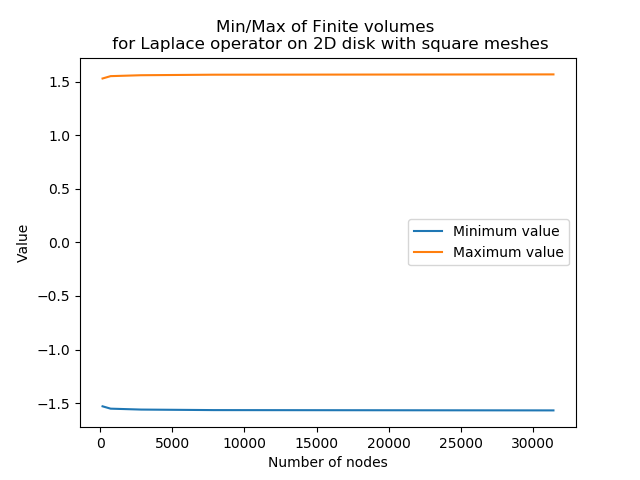 Min/Max of Finite volumes
for Laplace operator on 2D disk with square meshes
1.5
1.0
0.5
0.0
−0.5
−1.0
−1.5
Value
Minimum value
Maximum value
0 5000 10000 15000 20000 25000 30000
Number of nodes